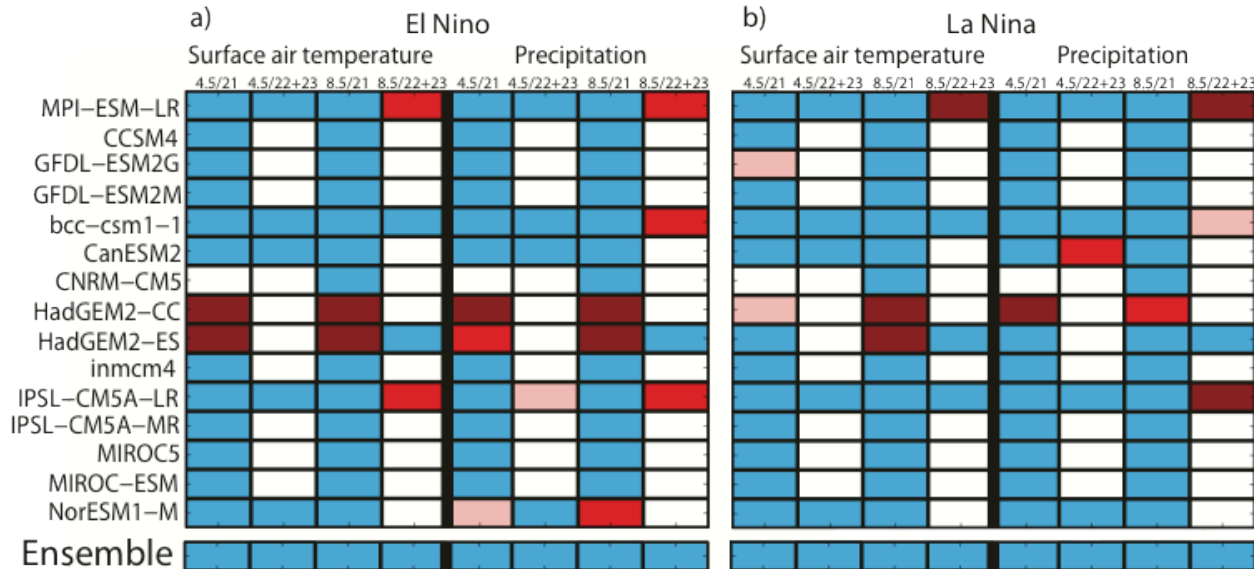 a) El Nino b) La Nina
Surface air temperature Precipitation Surface air temperature Precipitation
4.5/21 4.5/22+23 8.5/21 8.5/22+23 4.5/21 4.5/22+23 8.5/21 8.5/22+23 4.5/21 4.5/22+23 8.5/21 8.5/22+23 4.5/21 4.5/22+23 8.5/21 8.5/22+23
MPI-ESM-LR
CCSM4
GFDL-ESM2G
GFDL-ESM2M
bcc-csm1-1
CanESM2
CNRM-CM5
HadGEM2-CC
HadGEM2-ES
inmcm4
IPSL-CM5A-LR
IPSL-CM5A-MR
MIROC5
MIROC-ESM
NorESM1-M
Ensemble